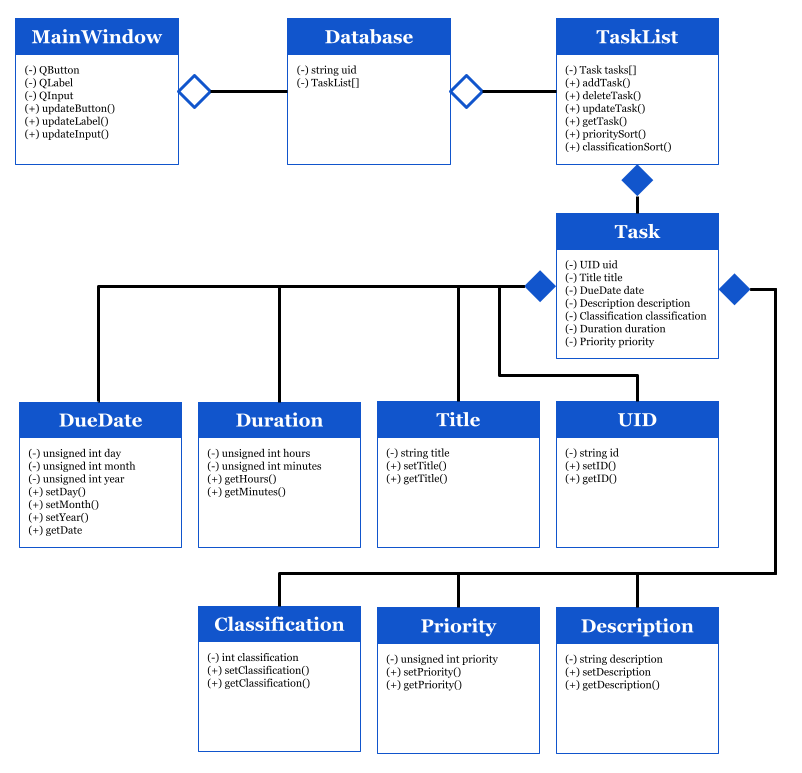 MainWindow
(-) QButton
(-) QLabel
(-) QInput
(+) updateButton()
(+) updateLabel()
(+) updateInput()
Database
(-) string uid
(-) TaskList[]
TaskList
(-) Task tasks[]
(+) addTask()
(+) deleteTask()
(+) updateTask()
(+) getTask()
(+) prioritySort()
(+) classificationSort()
Task
(-) UID uid
(-) Title title
(-) DueDate date
(-) Description description
(-) Classification classification
(-) Duration duration
(-) Priority priority
DueDate
(-) unsigned int day
(-) unsigned int month
(-) unsigned int year
(+) setDay()
(+) setMonth()
(+) setYear()
(+) getDate
Duration
(-) unsigned int hours
(-) unsigned int minutes
(+) getHours()
(+) getMinutes()
Title
(-) string title
(+) setTitle()
(+) getTitle()
UID
(-) string id
(+) setID()
(+) getID()
Classification
(-) int classification
(+) setClassification()
(+) getClassification()
Priority
(-) unsigned int priority
(+) setPriority()
(+) getPriority()
Description
(-) string description
(+) setDescription
(+) getDescription()